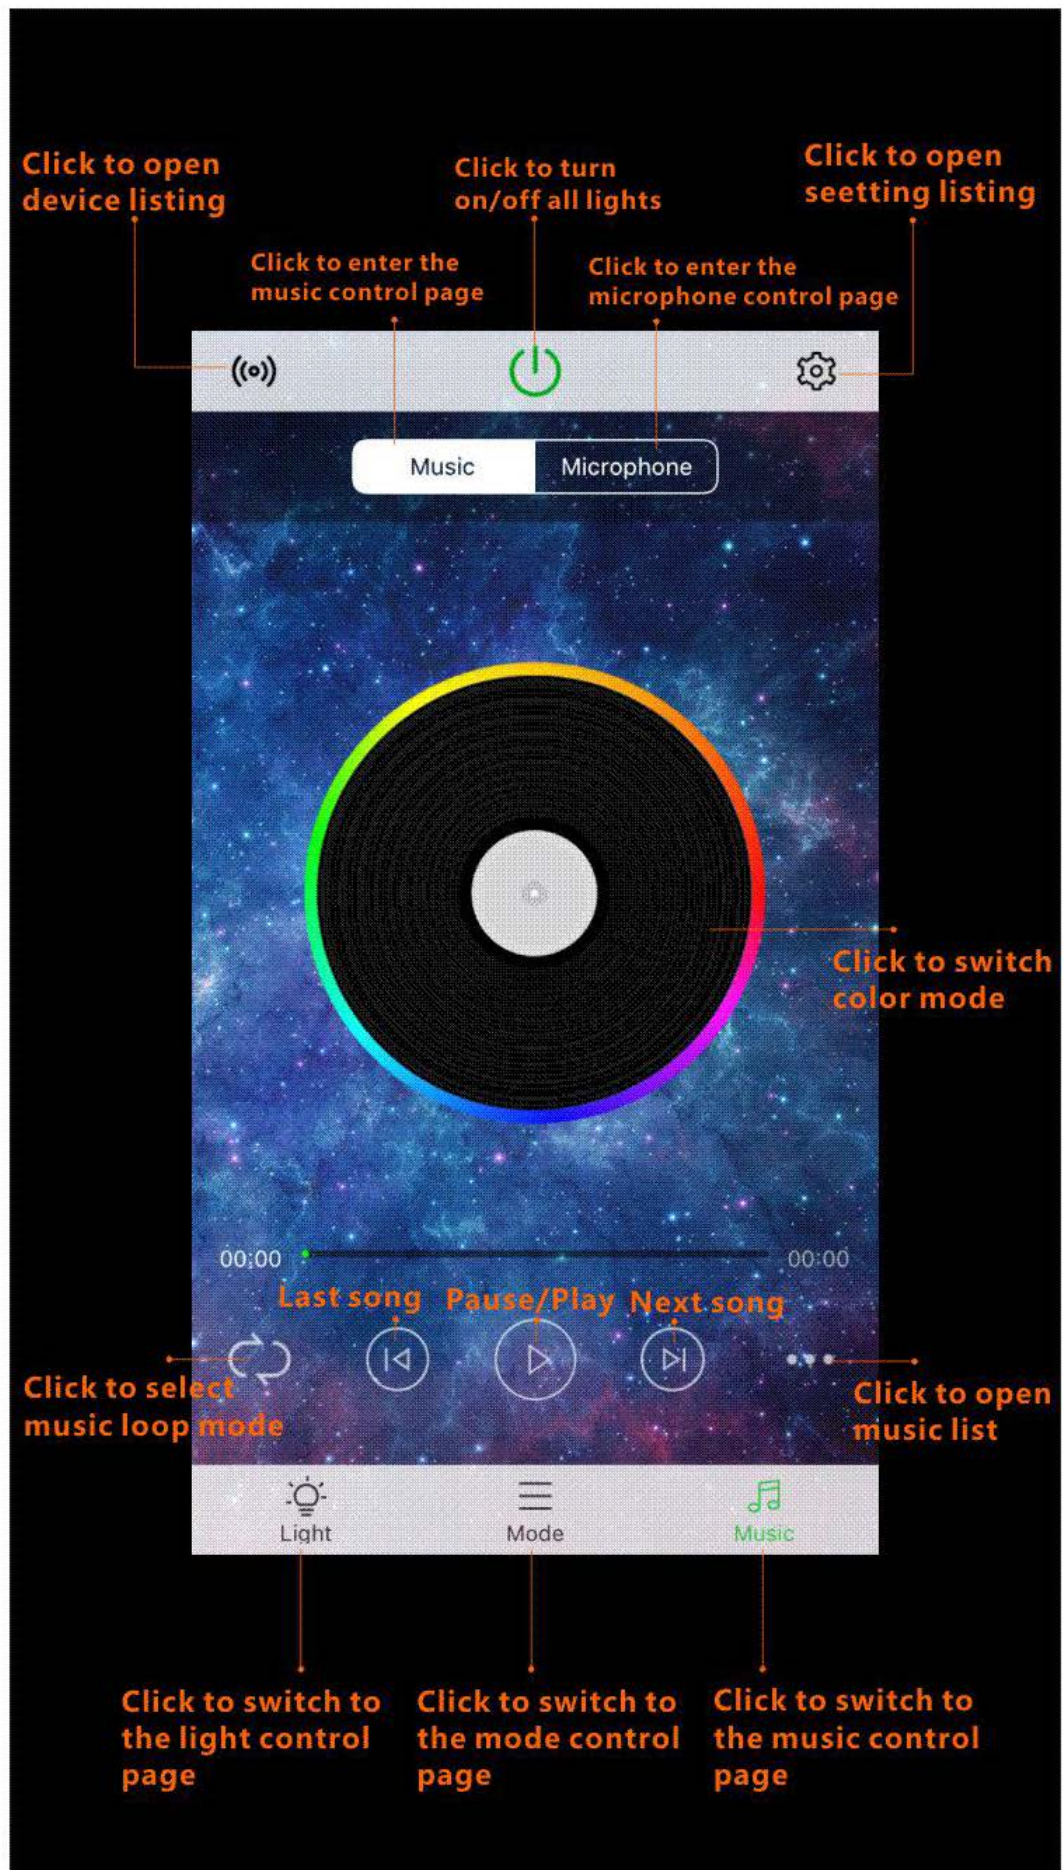 Click to open
device listing
Click to turn
on/off all lights
Click to open
seetting listing
Click to enter the
music control page
Click to enter the
microphone control page
Music
Microphone
Click to switch
color mode
00:00
00:00
Last song
Pause/Play
Next song
Click to select
music loop mode
Click to open
music list
Light
Mode
Music
Click to switch to
the light control
page
Click to switch to
the mode control
page
Click to switch to
the music control
page